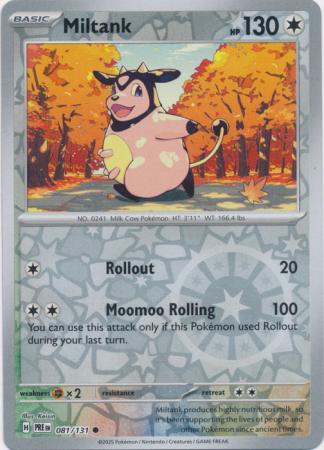 BASIC
Miltank
HP 130
NO. 0241 Milk Cow Pokémon HT: 3'11" WT: 166.4 lbs.
Rollout 20
Moomoo Rolling 100
You can use this attack only if this Pokémon used Rollout
during your last turn.
weakness ×2 resistance retreat
Illus. Keisin
H PRE EN 081/131
Miltank produces highly nutritious milk, so
it's been supporting the lives of people and
other Pokémon since ancient times.
©2025 Pokémon / Nintendo / Creatures / GAME FREAK